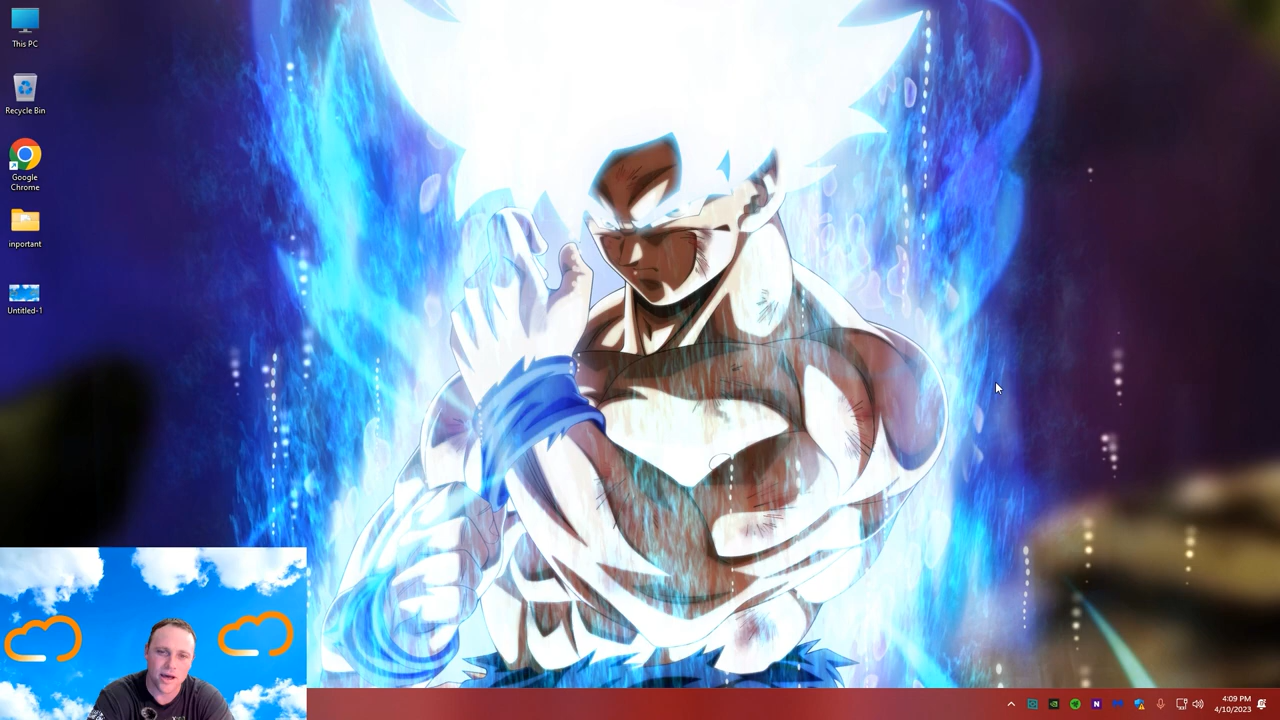 This PC
Recycle Bin
Google
Chrome
inportant
Untitled-1
4:09 PM
4/10/2023